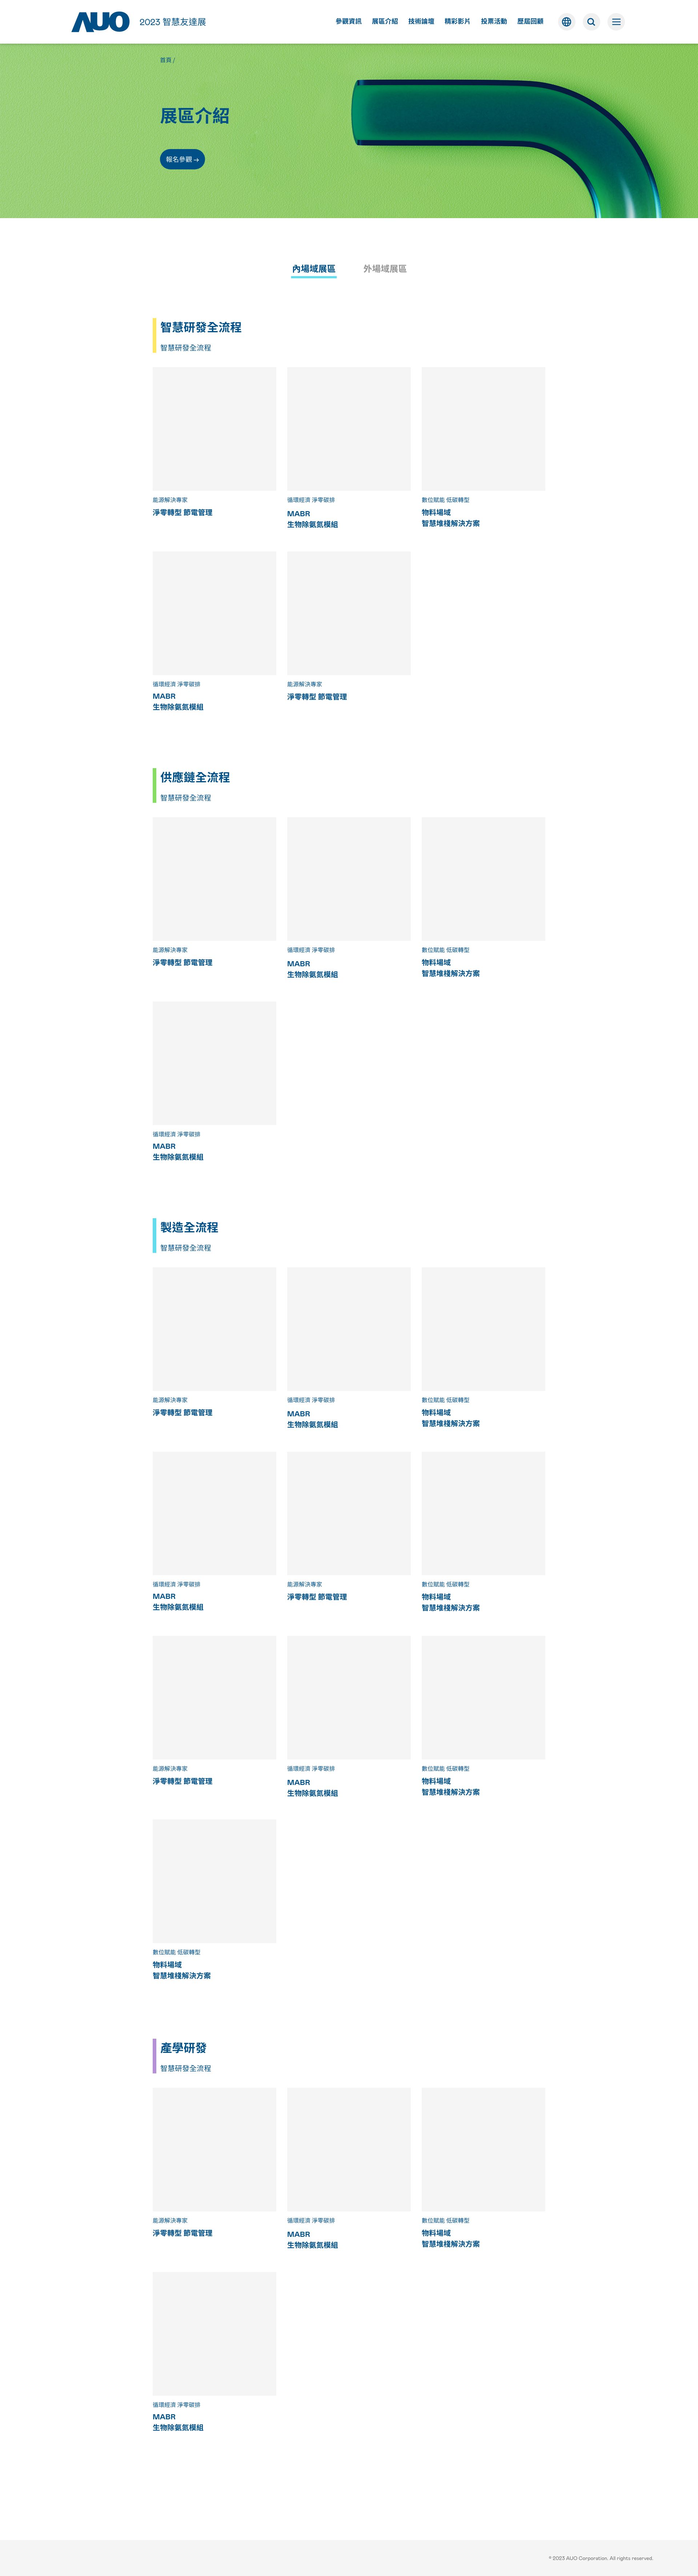 AUO 2023 智慧友達展 參觀資訊 展區介紹 技術論壇 精彩影片 投票活動 歷屆回顧
首頁 /
展區介紹
報名參觀 →
內場域展區 外場域展區
智慧研發全流程
智慧研發全流程
能源解決專家
淨零轉型 節電管理
循環經濟 淨零碳排
MABR
生物除氨氮模組
數位賦能 低碳轉型
物料場域
智慧堆棧解決方案
循環經濟 淨零碳排
MABR
生物除氨氮模組
能源解決專家
淨零轉型 節電管理
供應鏈全流程
智慧研發全流程
能源解決專家
淨零轉型 節電管理
循環經濟 淨零碳排
MABR
生物除氨氮模組
數位賦能 低碳轉型
物料場域
智慧堆棧解決方案
循環經濟 淨零碳排
MABR
生物除氨氮模組
製造全流程
智慧研發全流程
能源解決專家
淨零轉型 節電管理
循環經濟 淨零碳排
MABR
生物除氨氮模組
數位賦能 低碳轉型
物料場域
智慧堆棧解決方案
循環經濟 淨零碳排
MABR
生物除氨氮模組
能源解決專家
淨零轉型 節電管理
數位賦能 低碳轉型
物料場域
智慧堆棧解決方案
能源解決專家
淨零轉型 節電管理
循環經濟 淨零碳排
MABR
生物除氨氮模組
數位賦能 低碳轉型
物料場域
智慧堆棧解決方案
數位賦能 低碳轉型
物料場域
智慧堆棧解決方案
產學研發
智慧研發全流程
能源解決專家
淨零轉型 節電管理
循環經濟 淨零碳排
MABR
生物除氨氮模組
數位賦能 低碳轉型
物料場域
智慧堆棧解決方案
循環經濟 淨零碳排
MABR
生物除氨氮模組
© 2023 AUO Corporation. All rights reserved.